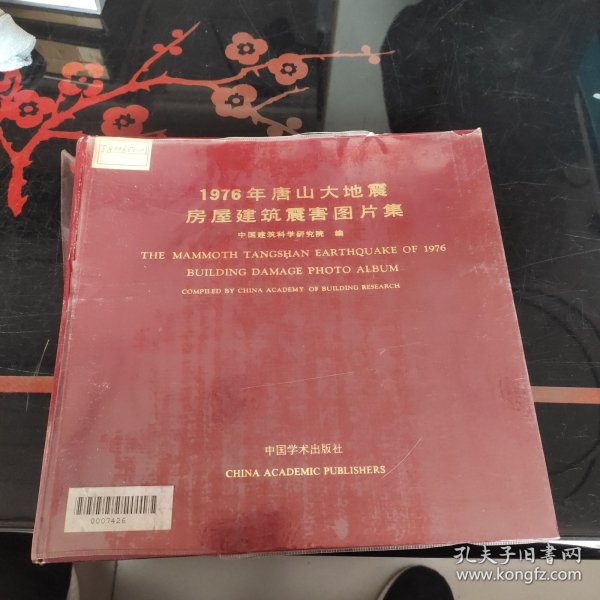 1976年唐山大地震
房屋建筑震害图片集
中国建筑科学研究院 编
THE MAMMOTH TANGSHAN EARTHQUAKE OF 1976
BUILDING DAMAGE PHOTO ALBUM
COMPILED BY CHINA ACADEMY OF BUILDING RESEARCH
中国学术出版社
CHINA ACADEMIC PUBLISHERS
0007426
孔夫子旧书网
www.kongfz.com